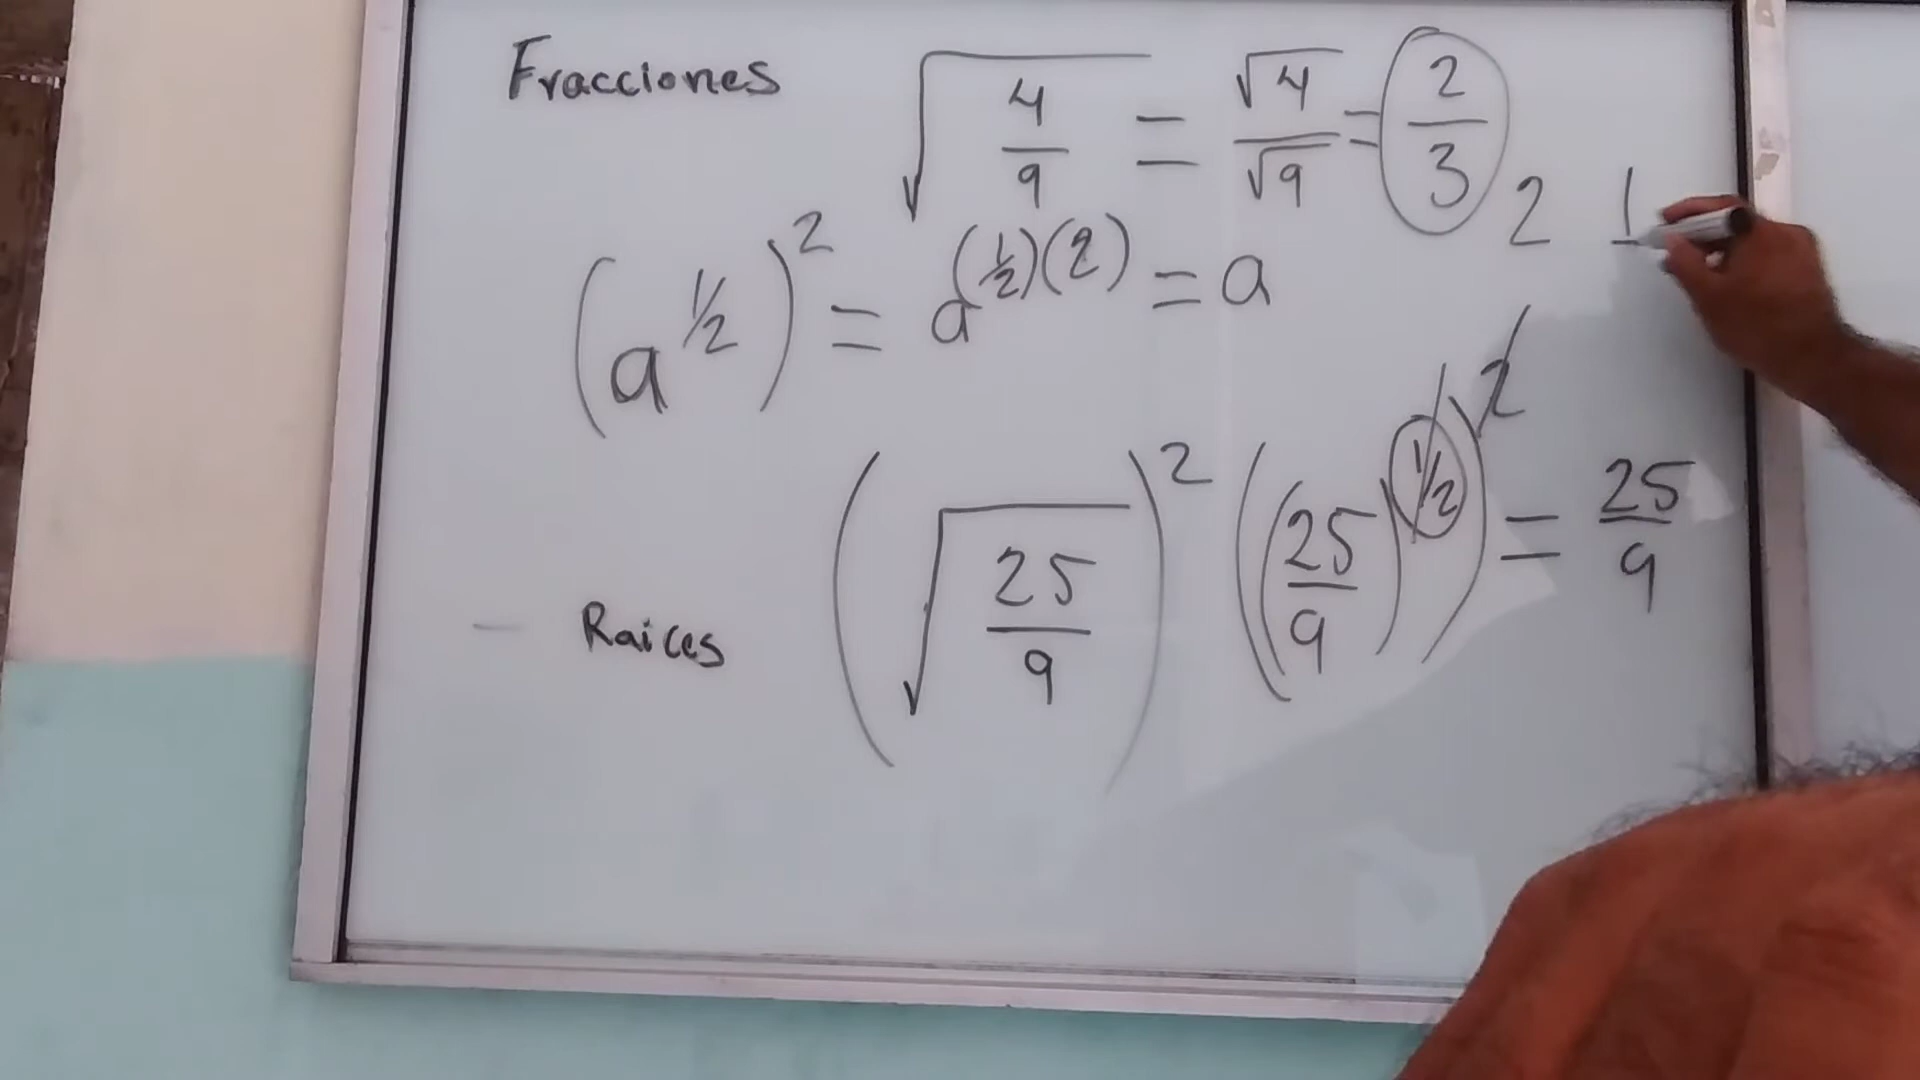 Fracciones √(4/9) = √4/√9 = 2/3
2 1
(a^1/2)^2 = a^(1/2)(2) = a
(√(25/9))^2 ((25/9)^1/2)^2 = 25/9
– Raices